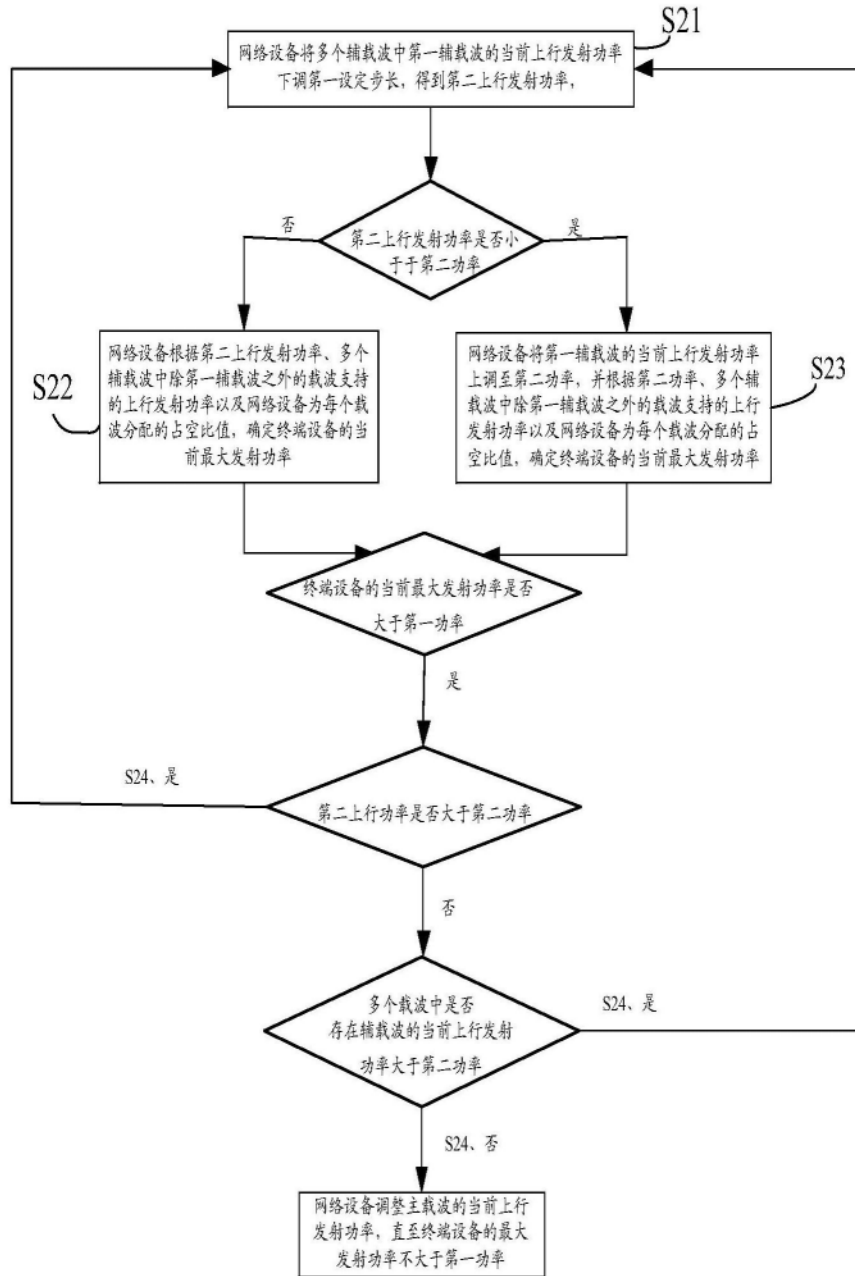 S21
网络设备将多个辅载波中第一辅载波的当前上行发射功率
下调第一设定步长，得到第二上行发射功率，
否
第二上行发射功率是否小
于于第二功率
是
S22
网络设备根据第二上行发射功率、多个
辅载波中除第一辅载波之外的载波支持
的上行发射功率以及网络设备为每个载
波分配的占空比值，确定终端设备的当
前最大发射功率
网络设备将第一辅载波的当前上行发射功率
上调至第二功率，并根据第二功率、多个辅
载波中除第一辅载波之外的载波支持的上行
发射功率以及网络设备为每个载波分配的占
空比值，确定终端设备的当前最大发射功率
S23
终端设备的当前最大发射功率是否
大于第一功率
是
S24、是
第二上行功率是否大于第二功率
否
多个载波中是否
存在辅载波的当前上行发射
功率大于第二功率
S24、是
S24、否
网络设备调整主载波的当前上行
发射功率，直至终端设备的最大
发射功率不大于第一功率